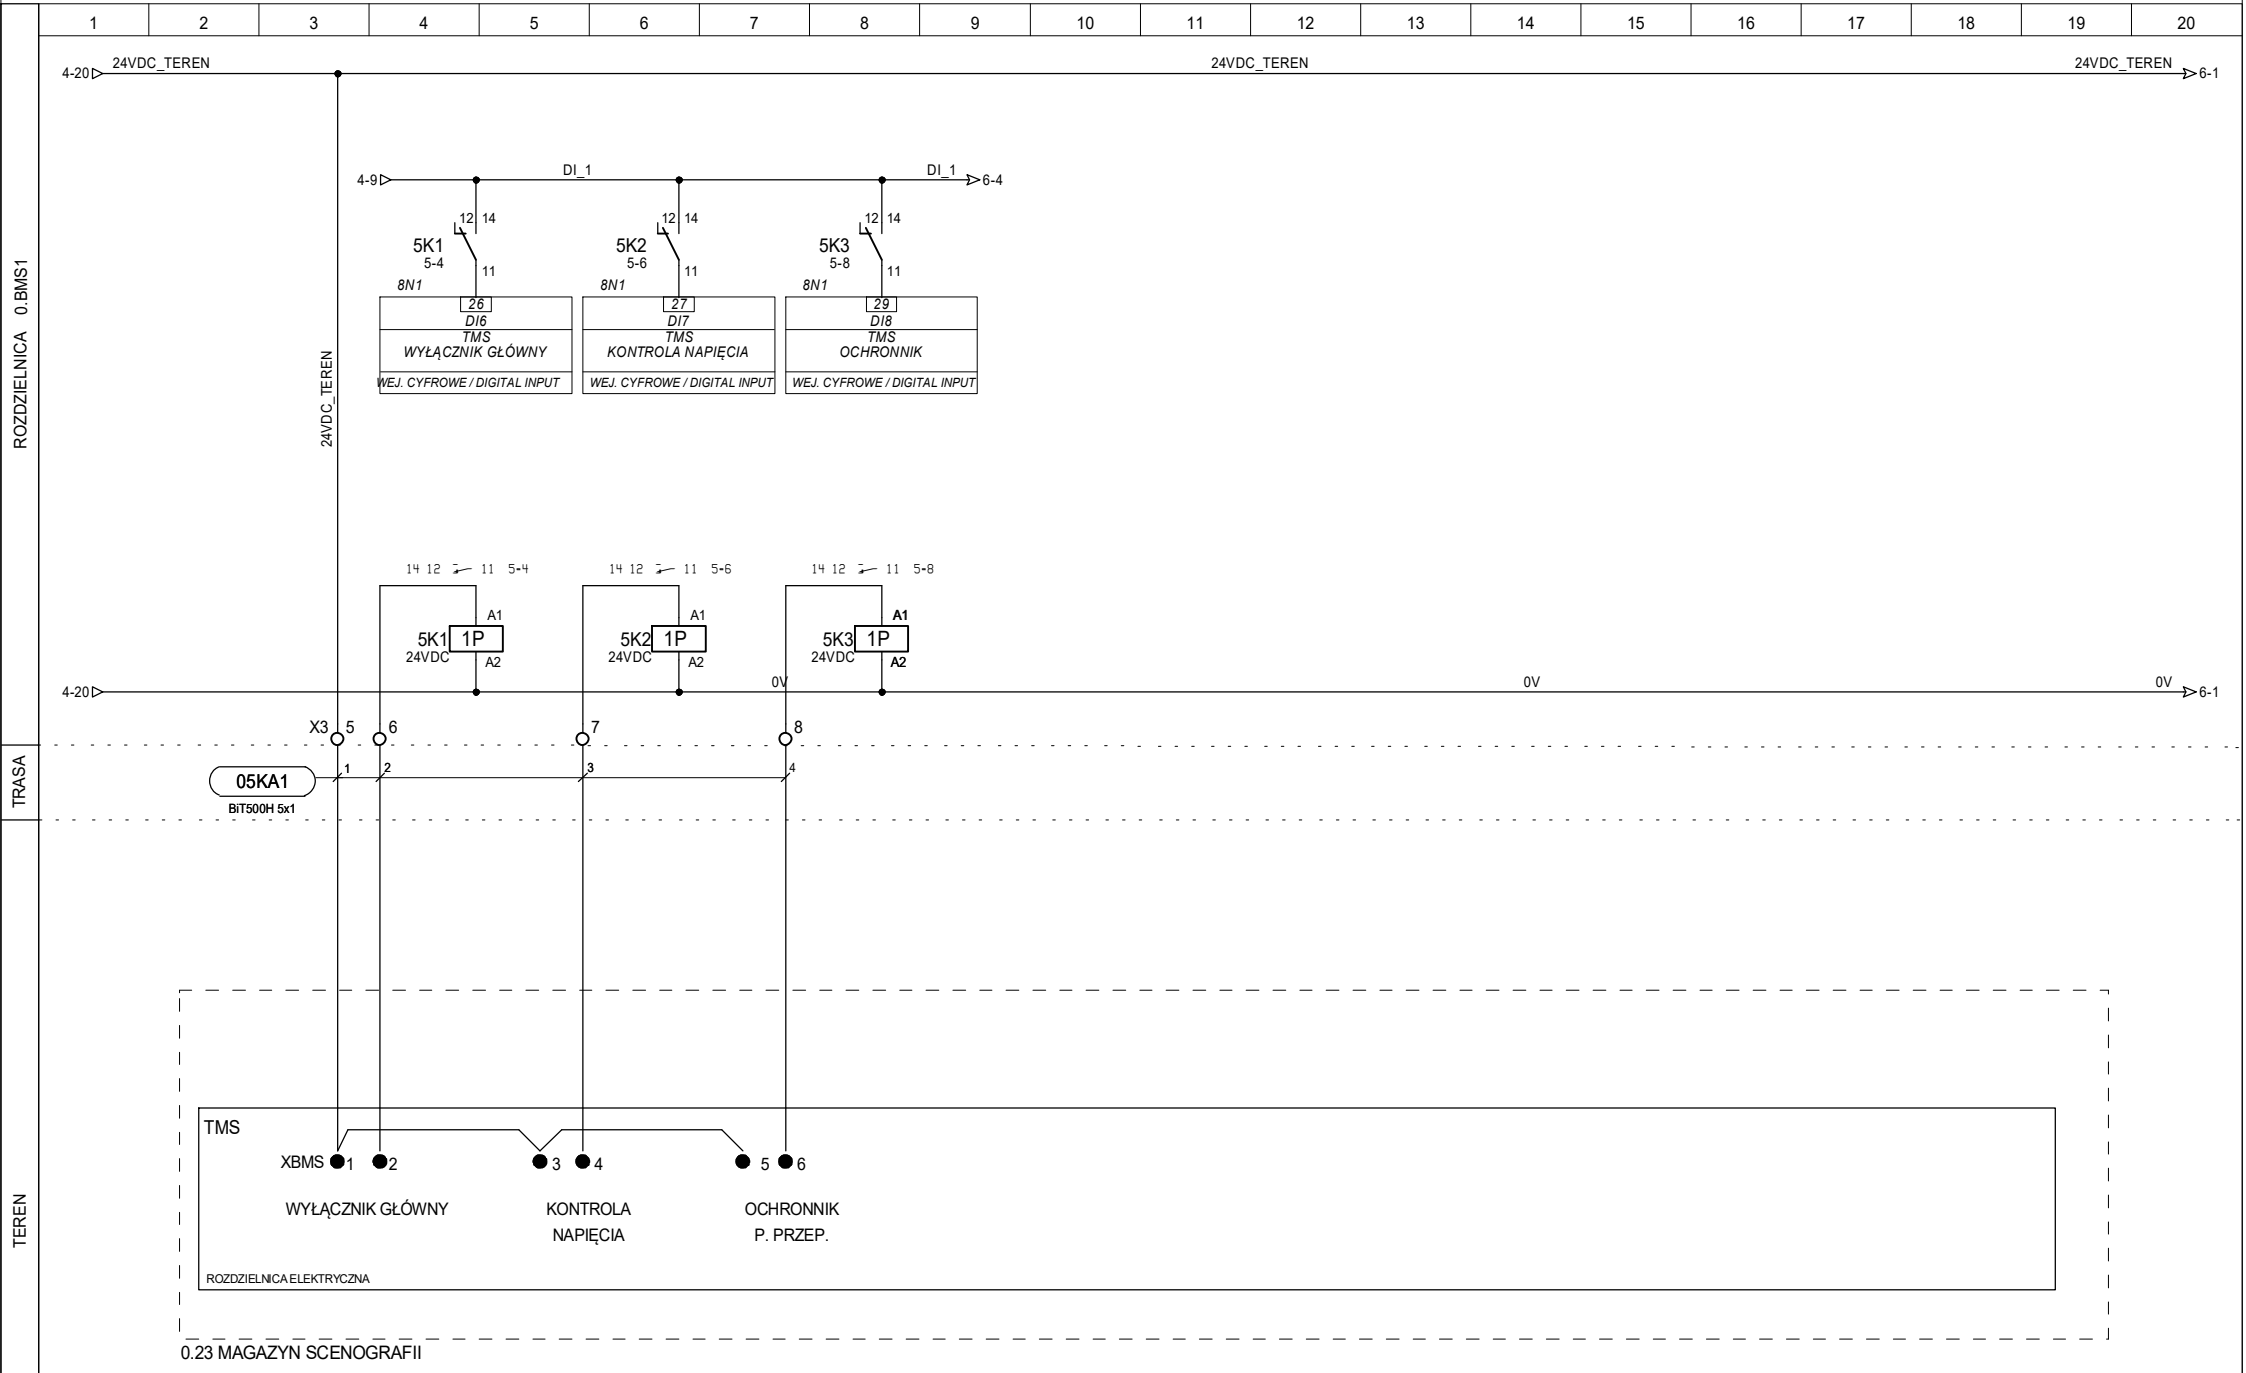 1 2 3 4 5 6 7 8 9 10 11 12 13 14 15 16 17 18 19 20
4-20 24VDC_TEREN 24VDC_TEREN 24VDC_TEREN 6-1
4-9 DI_1 DI_1 6-4
12 14 12 14 12 14
5K1 5K2 5K3
5-4 5-6 5-8
11 11 11
8N1 8N1 8N1
26 27 29
DI6 DI7 DI8
TMS TMS TMS
WYŁĄCZNIK GŁÓWNY KONTROLA NAPIĘCIA OCHRONNIK
WEJ. CYFROWE / DIGITAL INPUT WEJ. CYFROWE / DIGITAL INPUT WEJ. CYFROWE / DIGITAL INPUT
ROZDZIELNICA 0.BMS1
24VDC_TEREN
14 12 11 5-4 14 12 11 5-6 14 12 11 5-8
A1 A1 A1
5K1 1P 5K2 1P 5K3 1P
24VDC A2 24VDC A2 24VDC A2
4-20 0V 0V 0V 6-1
X3 5 6 7 8
TRASA
05KA1 1 2 3 4
BiT500H 5x1
TEREN
TMS
XBMS 1 2 3 4 5 6
WYŁĄCZNIK GŁÓWNY KONTROLA OCHRONNIK
NAPIĘCIA P. PRZEP.
ROZDZIELNICA ELEKTRYCZNA
0.23 MAGAZYN SCENOGRAFII